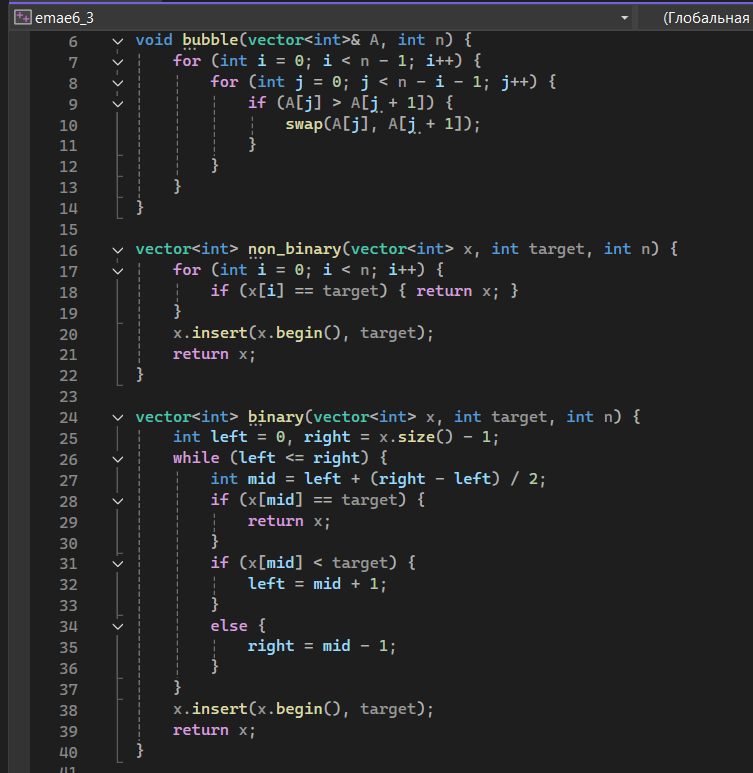 emae6_3 (Глобальная
6 void bubble(vector<int>& A, int n) {
7 for (int i = 0; i < n - 1; i++) {
8 for (int j = 0; j < n - i - 1; j++) {
9 if (A[j] > A[j + 1]) {
10 swap(A[j], A[j + 1]);
11 }
12 }
13 }
14 }
15
16 vector<int> non_binary(vector<int> x, int target, int n) {
17 for (int i = 0; i < n; i++) {
18 if (x[i] == target) { return x; }
19 }
20 x.insert(x.begin(), target);
21 return x;
22 }
23
24 vector<int> binary(vector<int> x, int target, int n) {
25 int left = 0, right = x.size() - 1;
26 while (left <= right) {
27 int mid = left + (right - left) / 2;
28 if (x[mid] == target) {
29 return x;
30 }
31 if (x[mid] < target) {
32 left = mid + 1;
33 }
34 else {
35 right = mid - 1;
36 }
37 }
38 x.insert(x.begin(), target);
39 return x;
40 }
41